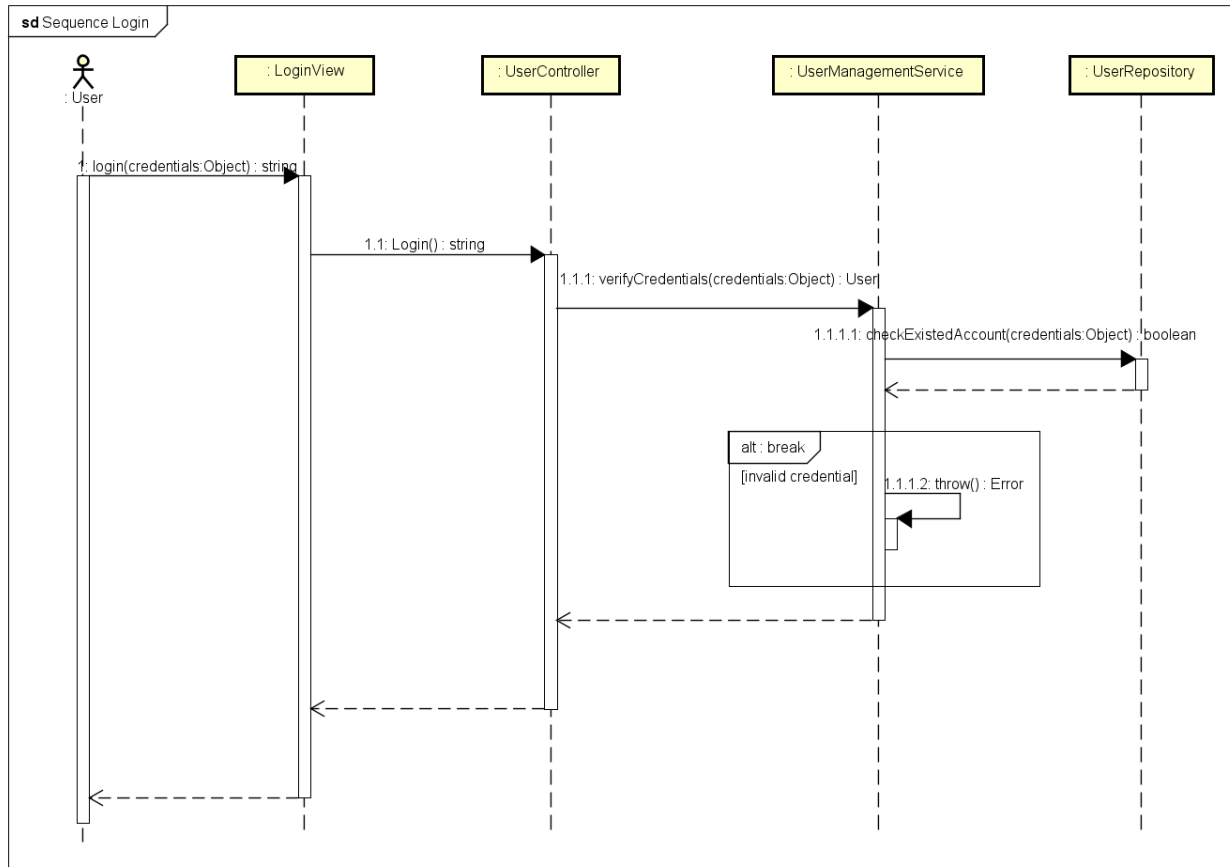 sd Sequence Login
: User
: LoginView
: UserController
: UserManagementService
: UserRepository
1: login(credentials:Object) : string
1.1: Login() : string
1.1.1: verifyCredentials(credentials:Object) : User
1.1.1.1: checkExistedAccount(credentials:Object) : boolean
alt : break
[invalid credential]
1.1.1.2: throw() : Error